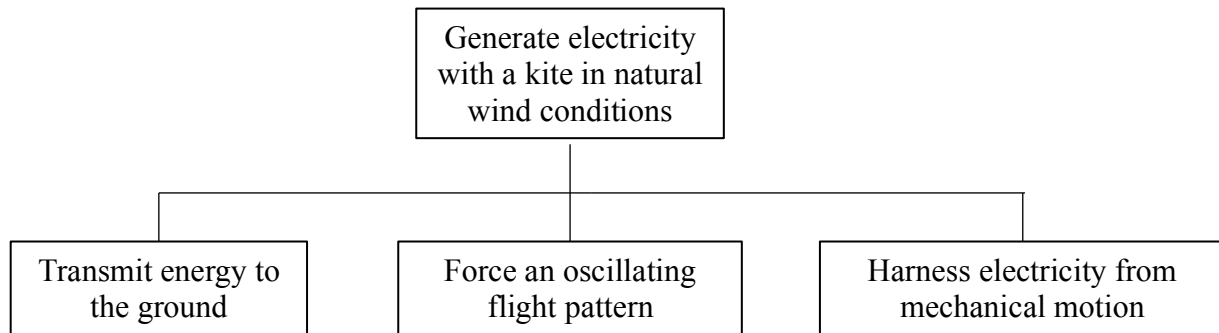 Generate electricity
with a kite in natural
wind conditions
Transmit energy to
the ground
Force an oscillating
flight pattern
Harness electricity from
mechanical motion